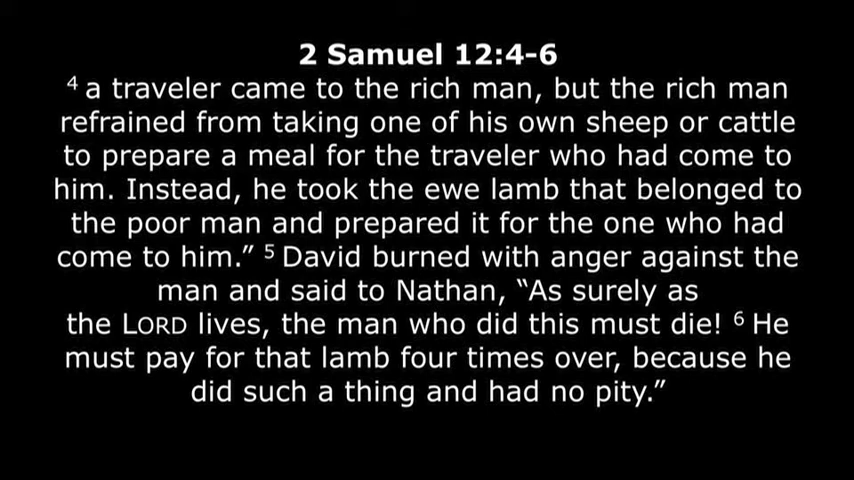 2 Samuel 12:4-6
4 a traveler came to the rich man, but the rich man
refrained from taking one of his own sheep or cattle
to prepare a meal for the traveler who had come to
him. Instead, he took the ewe lamb that belonged to
the poor man and prepared it for the one who had
come to him.” 5 David burned with anger against the
man and said to Nathan, “As surely as
the LORD lives, the man who did this must die! 6 He
must pay for that lamb four times over, because he
did such a thing and had no pity.”